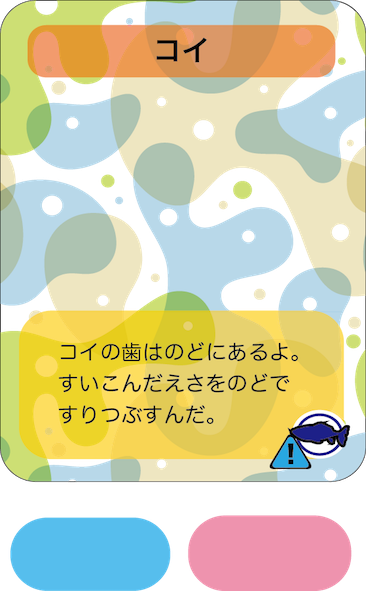 コイ
コイの歯はのどにあるよ。
すいこんだえさをのどで
すりつぶすんだ。
!